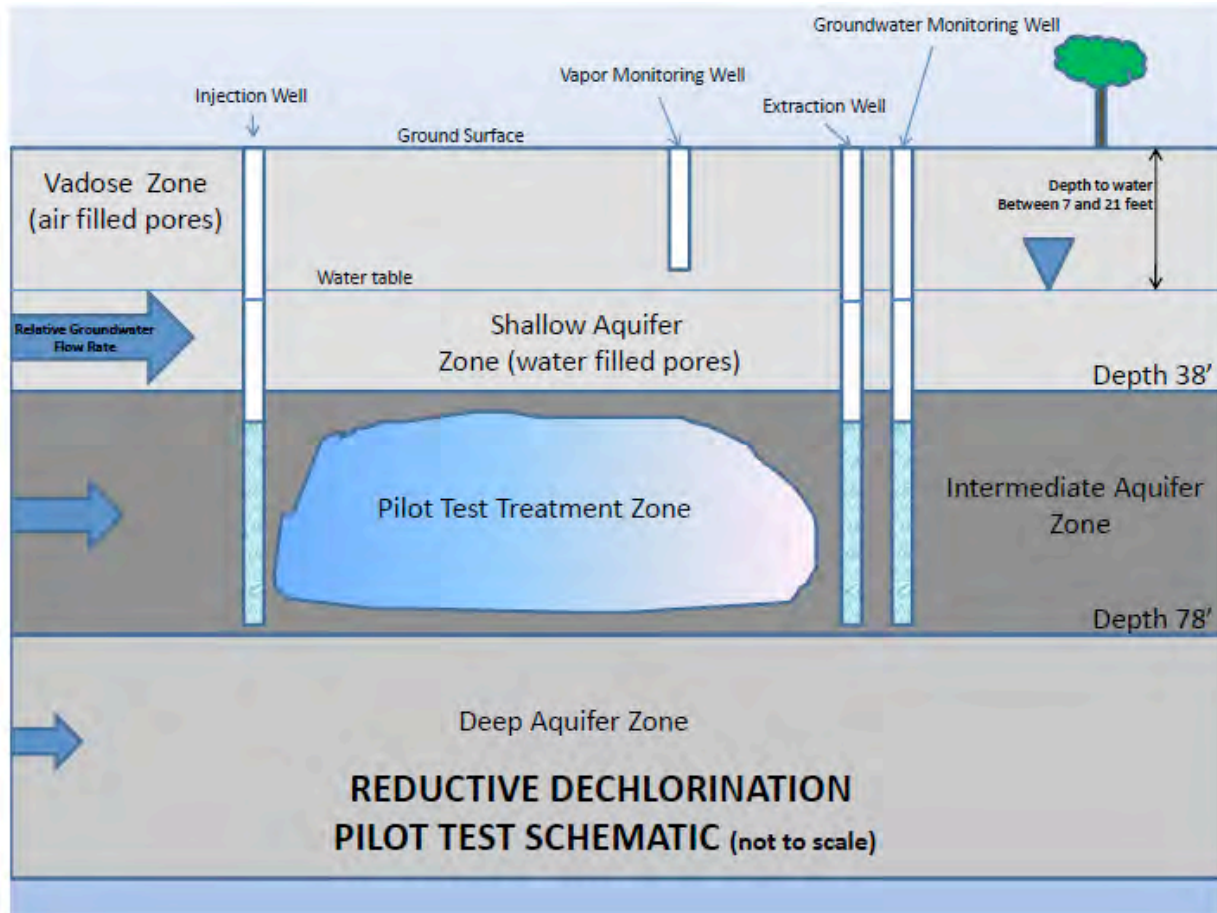 Groundwater Monitoring Well
Vapor Monitoring Well
Injection Well
Extraction Well
Ground Surface
Vadose Zone
(air filled pores)
Depth to water
Between 7 and 21 feet
Water table
Relative Groundwater
Flow Rate
Shallow Aquifer
Zone (water filled pores)
Depth 38’
Pilot Test Treatment Zone
Intermediate Aquifer
Zone
Depth 78’
Deep Aquifer Zone
REDUCTIVE DECHLORINATION
PILOT TEST SCHEMATIC (not to scale)